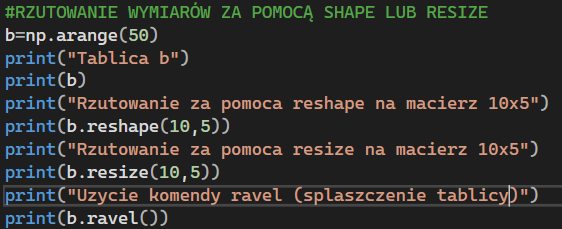 #RZUTOWANIE WYMIARÓW ZA POMOCĄ SHAPE LUB RESIZE
b=np.arange(50)
print("Tablica b")
print(b)
print("Rzutowanie za pomoca reshape na macierz 10x5")
print(b.reshape(10,5))
print("Rzutowanie za pomoca resize na macierz 10x5")
print(b.resize(10,5))
print("Uzycie komendy ravel (splaszczenie tablicy)")
print(b.ravel())